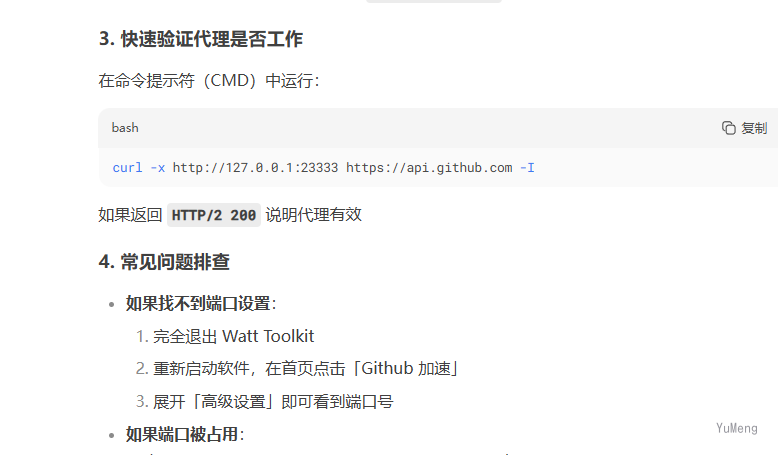 3. 快速验证代理是否工作
在命令提示符（CMD）中运行：
bash
复制
curl -x http://127.0.0.1:23333 https://api.github.com -I
如果返回 HTTP/2 200 说明代理有效
4. 常见问题排查
• 如果找不到端口设置：
1. 完全退出 Watt Toolkit
2. 重新启动软件，在首页点击「Github 加速」
3. 展开「高级设置」即可看到端口号
• 如果端口被占用：
YuMeng